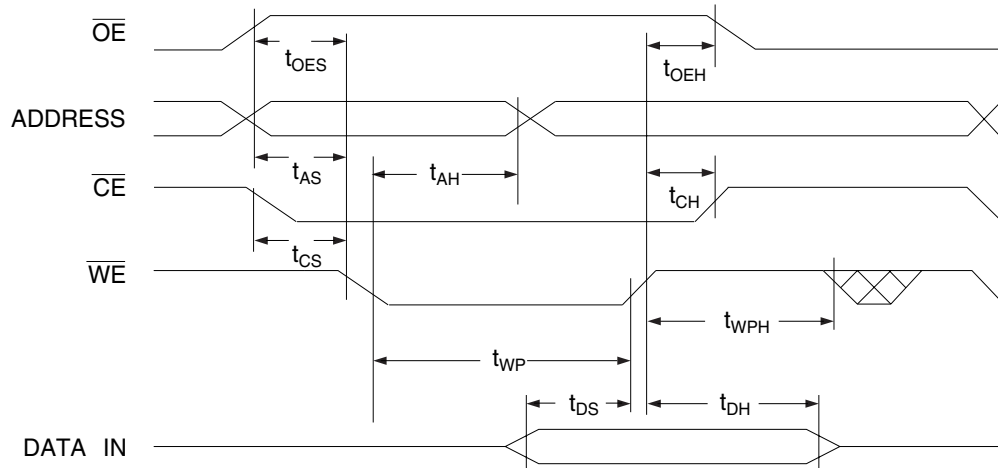 OE
tOES
tOEH
ADDRESS
tAS
tAH
tCH
CE
tCS
WE
tWPH
tWP
tDS
tDH
DATA IN